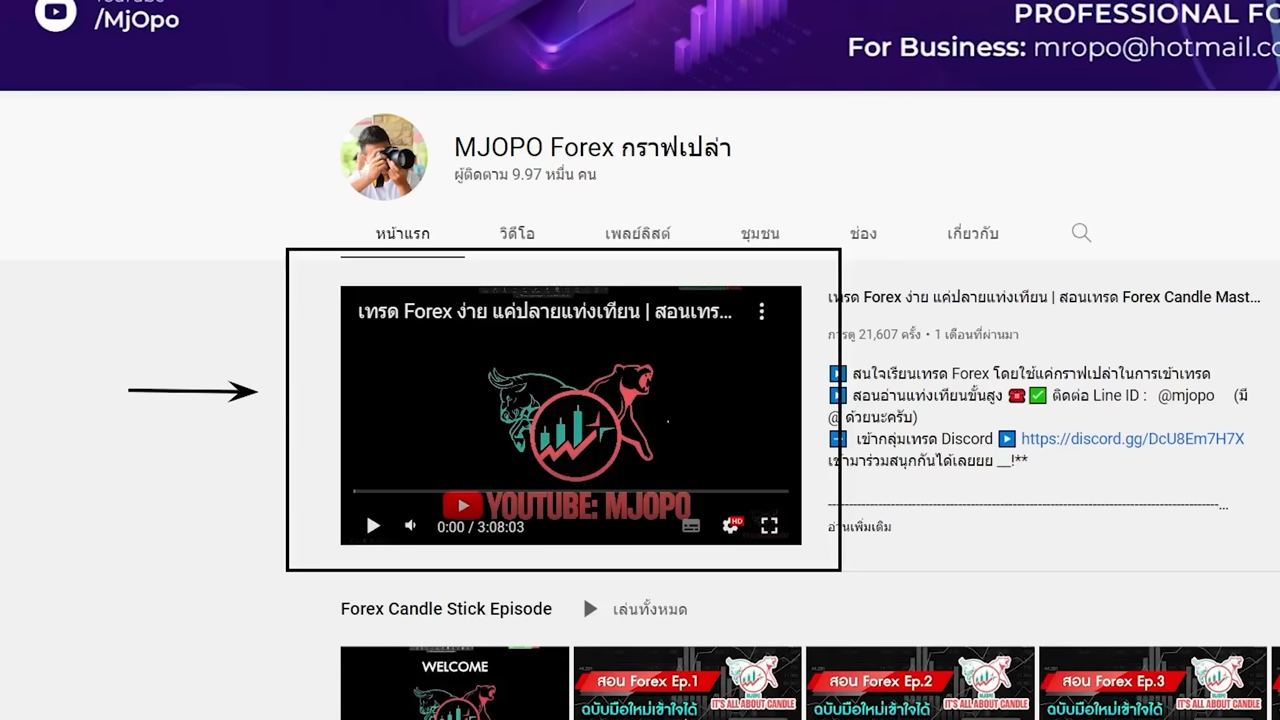 /MjOpo
PROFESSIONAL FO
For Business: mropo@hotmail.co
MJOPO Forex กราฟเปล่า
ผู้ติดตาม 9.97 หมื่น คน
หน้าแรก วิดีโอ เพลย์ลิสต์ ชุมชน ช่อง เกี่ยวกับ
เทรด Forex ง่าย แค่ปลายแท่งเทียน | สอนเทร...
YOUTUBE: MJOPO
0:00 / 3:08:03
HD
เทรด Forex ง่าย แค่ปลายแท่งเทียน | สอนเทรด Forex Candle Mast...
การดู 21,607 ครั้ง • 1 เดือนที่ผ่านมา
สนใจเรียนเทรด Forex โดยใช้แค่กราฟเปล่าในการเข้าเทรด
สอนอ่านแท่งเทียนขั้นสูง ☎️✅ ติดต่อ Line ID : @mjopo (มี
@ ด้วยนะครับ)
เข้ากลุ่มเทรด Discord ▶️ https://discord.gg/DcU8Em7H7X
เข้ามาร่วมสนุกกันได้เลยยย __!**
อ่านเพิ่มเติม
Forex Candle Stick Episode ▶ เล่นทั้งหมด
WELCOME
สอน Forex Ep.1
ฉบับมือใหม่เข้าใจได้
IT'S ALL ABOUT CANDLE
สอน Forex Ep.2
ฉบับมือใหม่เข้าใจได้
IT'S ALL ABOUT CANDLE
สอน Forex Ep.3
ฉบับมือใหม่เข้าใจได้
IT'S ALL ABOUT CANDLE